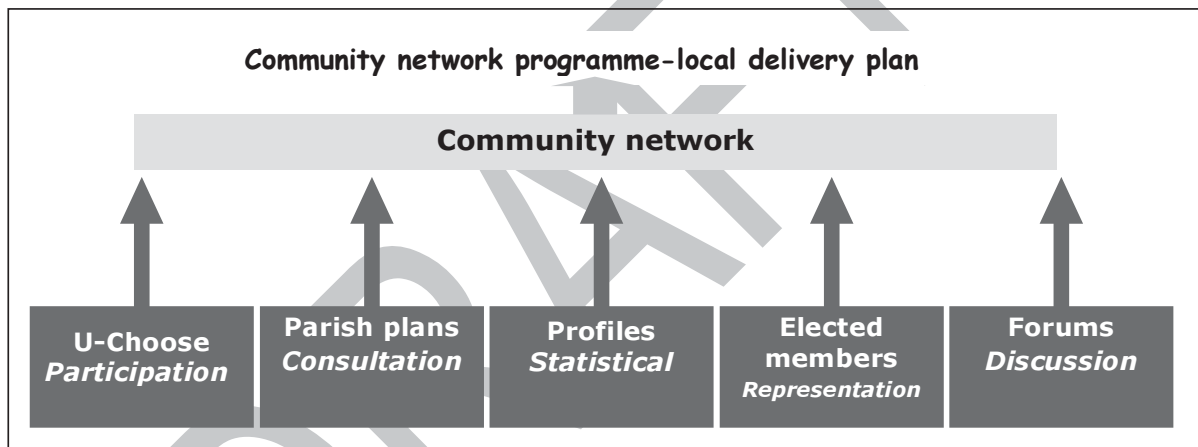 Community network programme-local delivery plan
Community network
U-Choose
Participation
Parish plans
Consultation
Profiles
Statistical
Elected
members
Representation
Forums
Discussion
DRAFT